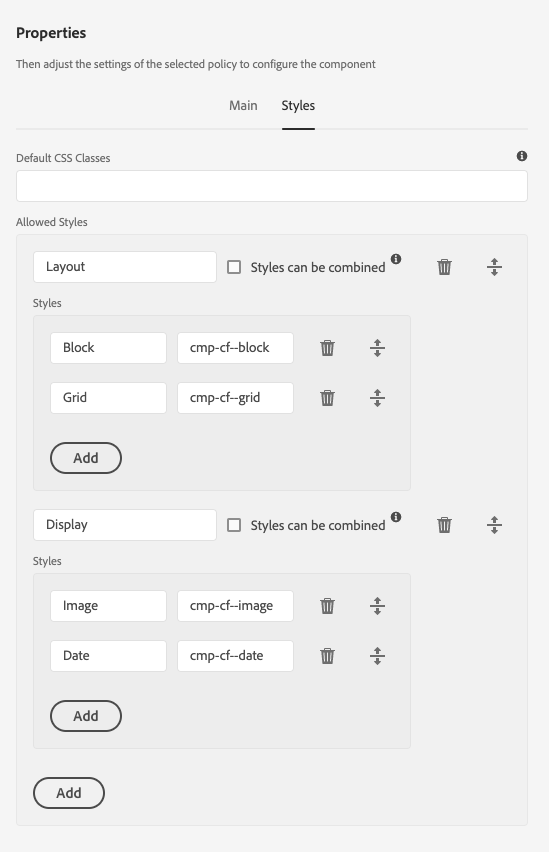 Properties
Then adjust the settings of the selected policy to configure the component
Main Styles
Default CSS Classes
Allowed Styles
Layout Styles can be combined
Styles
Block cmp-cf--block
Grid cmp-cf--grid
Add
Display Styles can be combined
Styles
Image cmp-cf--image
Date cmp-cf--date
Add
Add